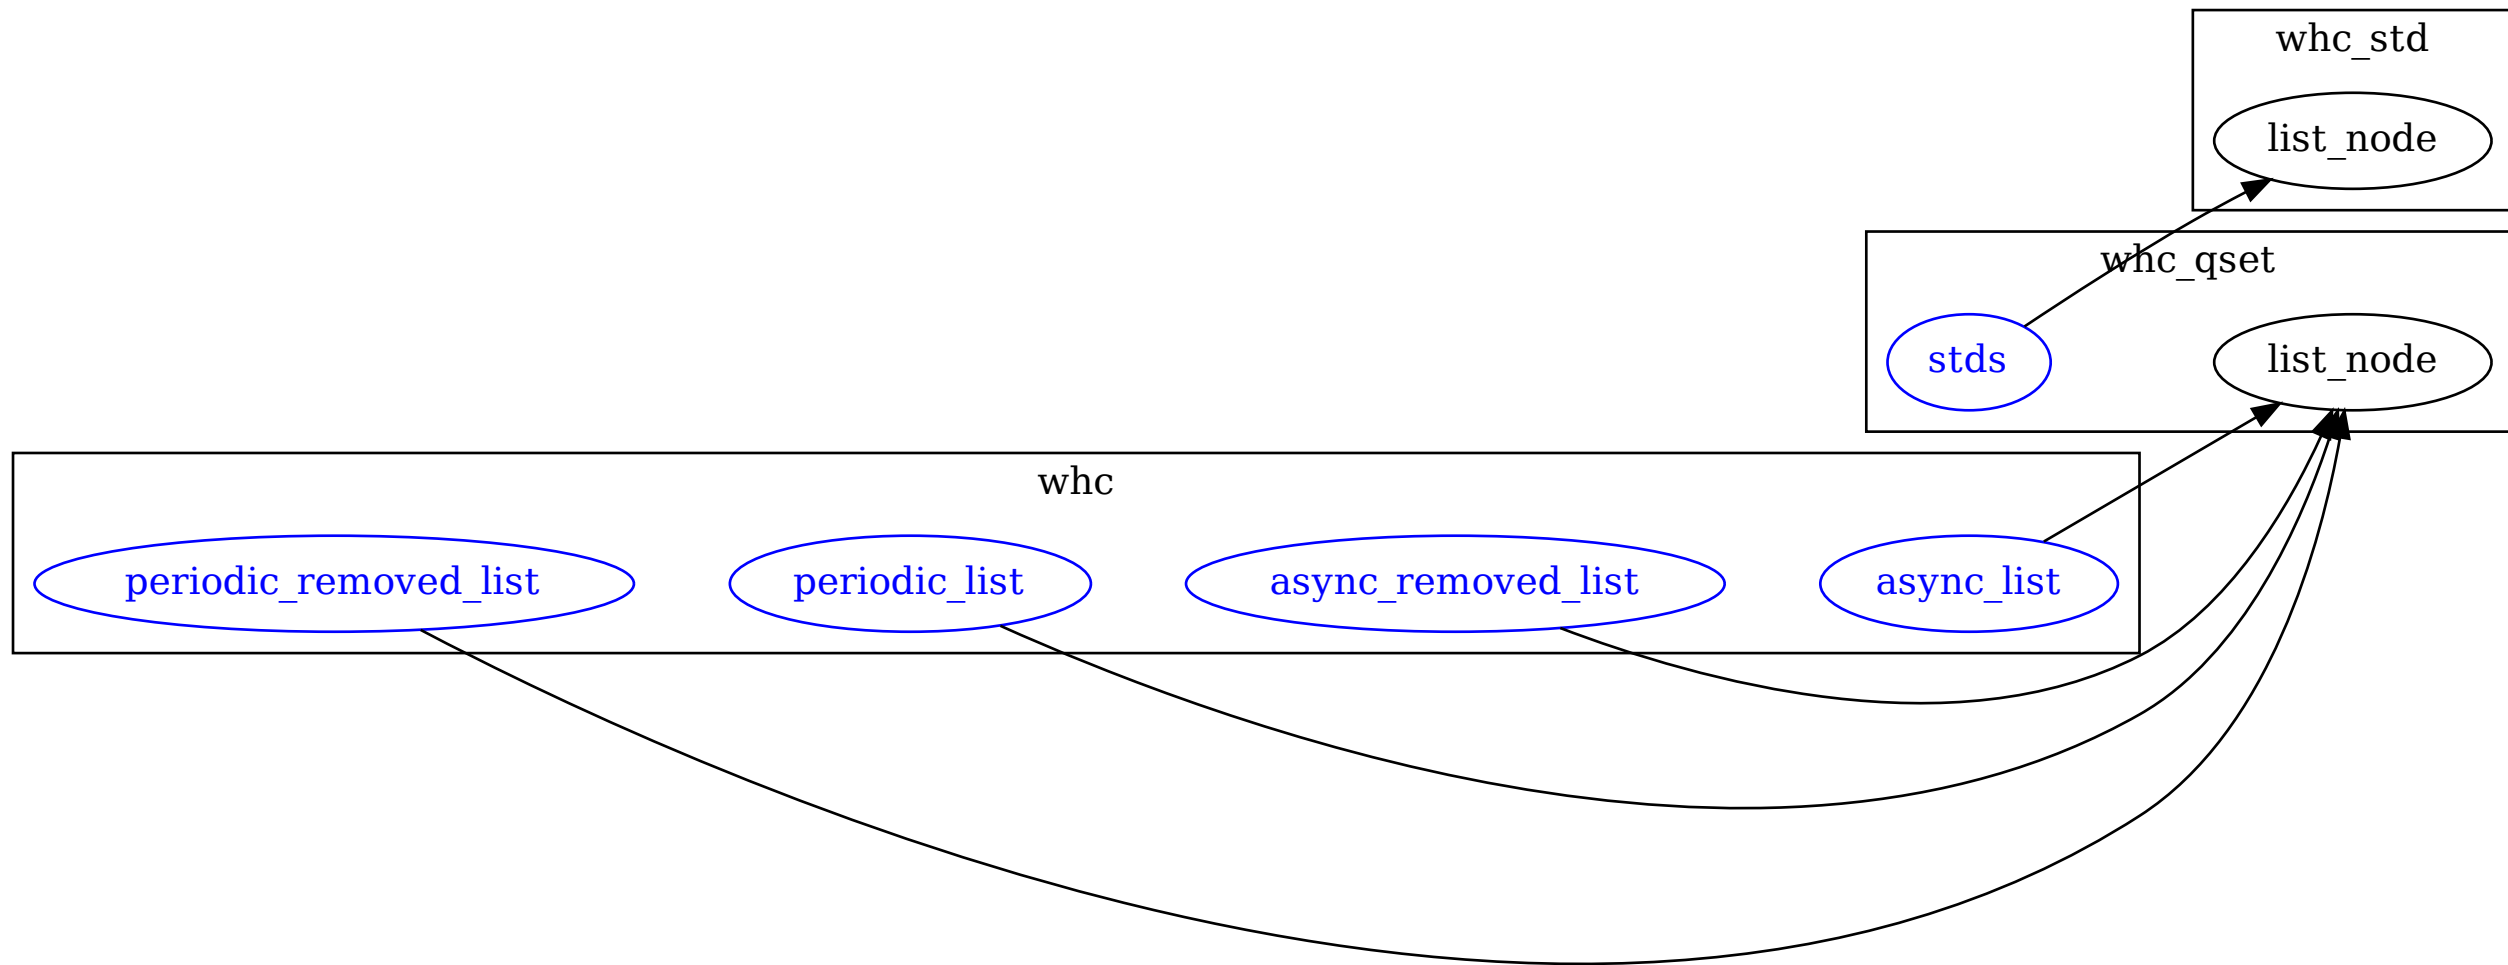 whc_std
list_node
whc_qset
stds
list_node
whc
periodic_removed_list
periodic_list
async_removed_list
async_list